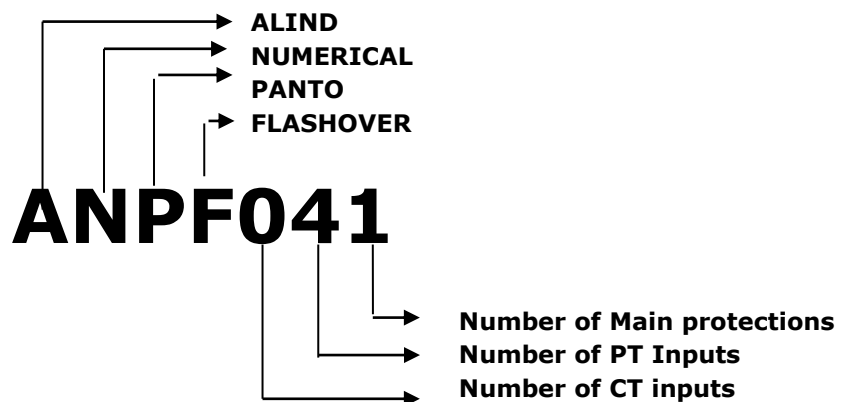 ALIND
NUMERICAL
PANTO
FLASHOVER
ANPF041
Number of Main protections
Number of PT Inputs
Number of CT inputs